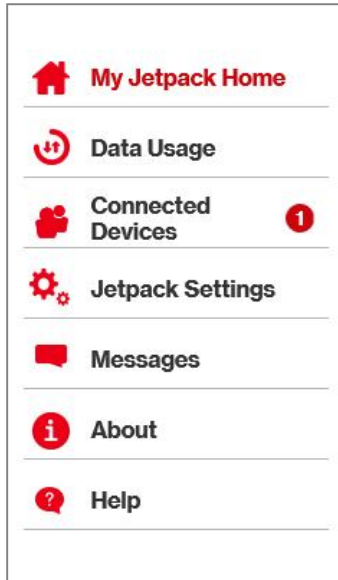 My Jetpack Home
Data Usage
Connected
Devices
1
Jetpack Settings
Messages
i About
? Help